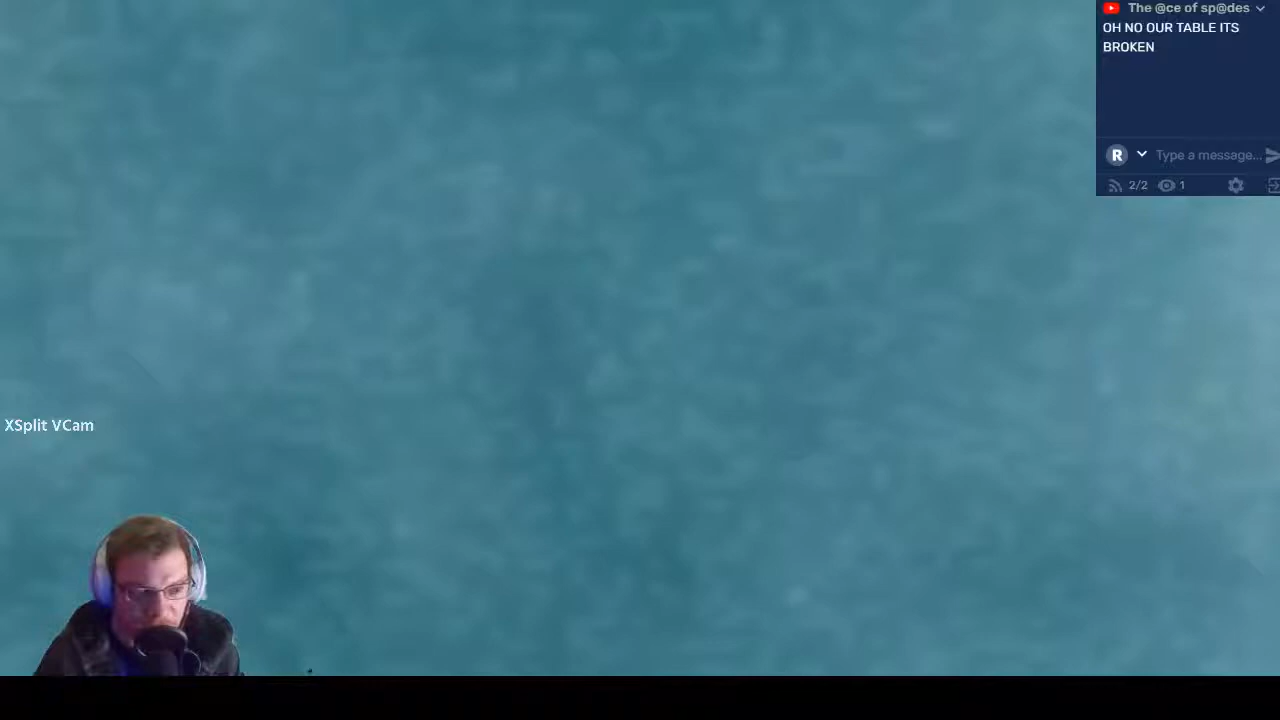 The @ce of sp@des
OH NO OUR TABLE ITS
BROKEN
R
Type a message...
2/2
1
XSplit VCam